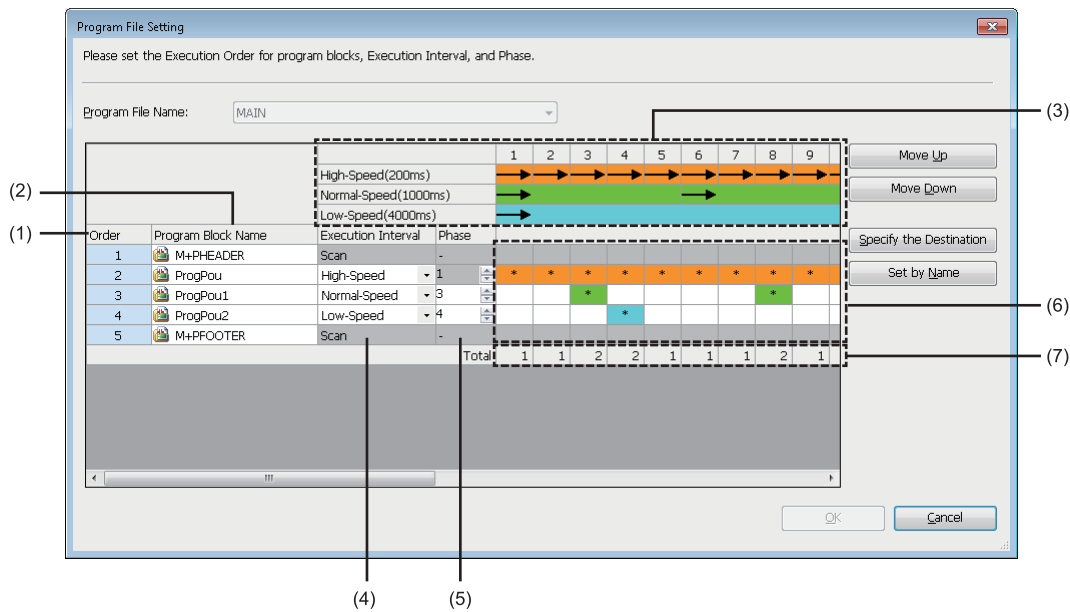 Program File Setting
Please set the Execution Order for program blocks, Execution Interval, and Phase.
Program File Name: MAIN
(3)
1 2 3 4 5 6 7 8 9
Move Up
High-Speed(200ms)
(2)
Normal-Speed(1000ms)
Move Down
Low-Speed(4000ms)
(1)
Order Program Block Name Execution Interval Phase
Specify the Destination
1 M+PHEADER Scan -
2 ProgPou High-Speed 1 * * * * * * * * *
Set by Name
3 ProgPou1 Normal-Speed 3 * *
(6)
4 ProgPou2 Low-Speed 4 *
5 M+PFOOTER Scan -
Total 1 1 2 2 1 1 1 2 1
(7)
OK Cancel
(4) (5)